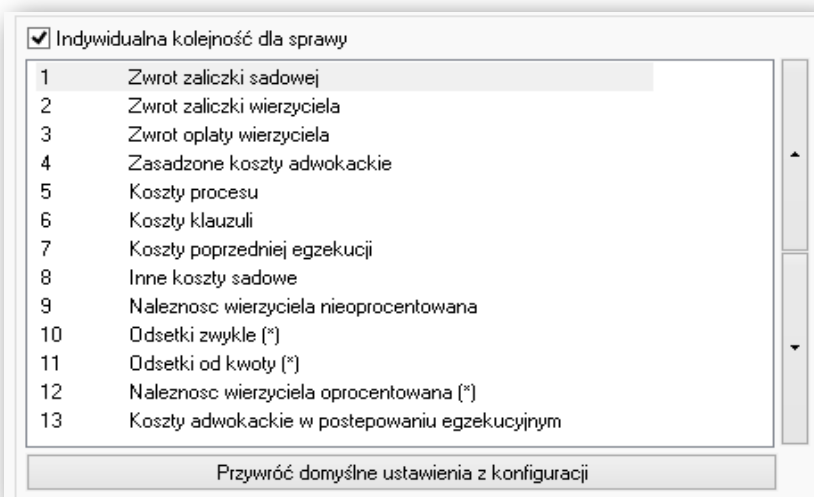 Indywidualna kolejność dla sprawy
1 Zwrot zaliczki sadowej
2 Zwrot zaliczki wierzyciela
3 Zwrot oplaty wierzyciela
4 Zasadzone koszty adwokackie
5 Koszty procesu
6 Koszty klauzuli
7 Koszty poprzedniej egzekucji
8 Inne koszty sadowe
9 Naleznosc wierzyciela nieoprocentowana
10 Odsetki zwykle (*)
11 Odsetki od kwoty (*)
12 Naleznosc wierzyciela oprocentowana (*)
13 Koszty adwokackie w postepowaniu egzekucyjnym
Przywróć domyślne ustawienia z konfiguracji